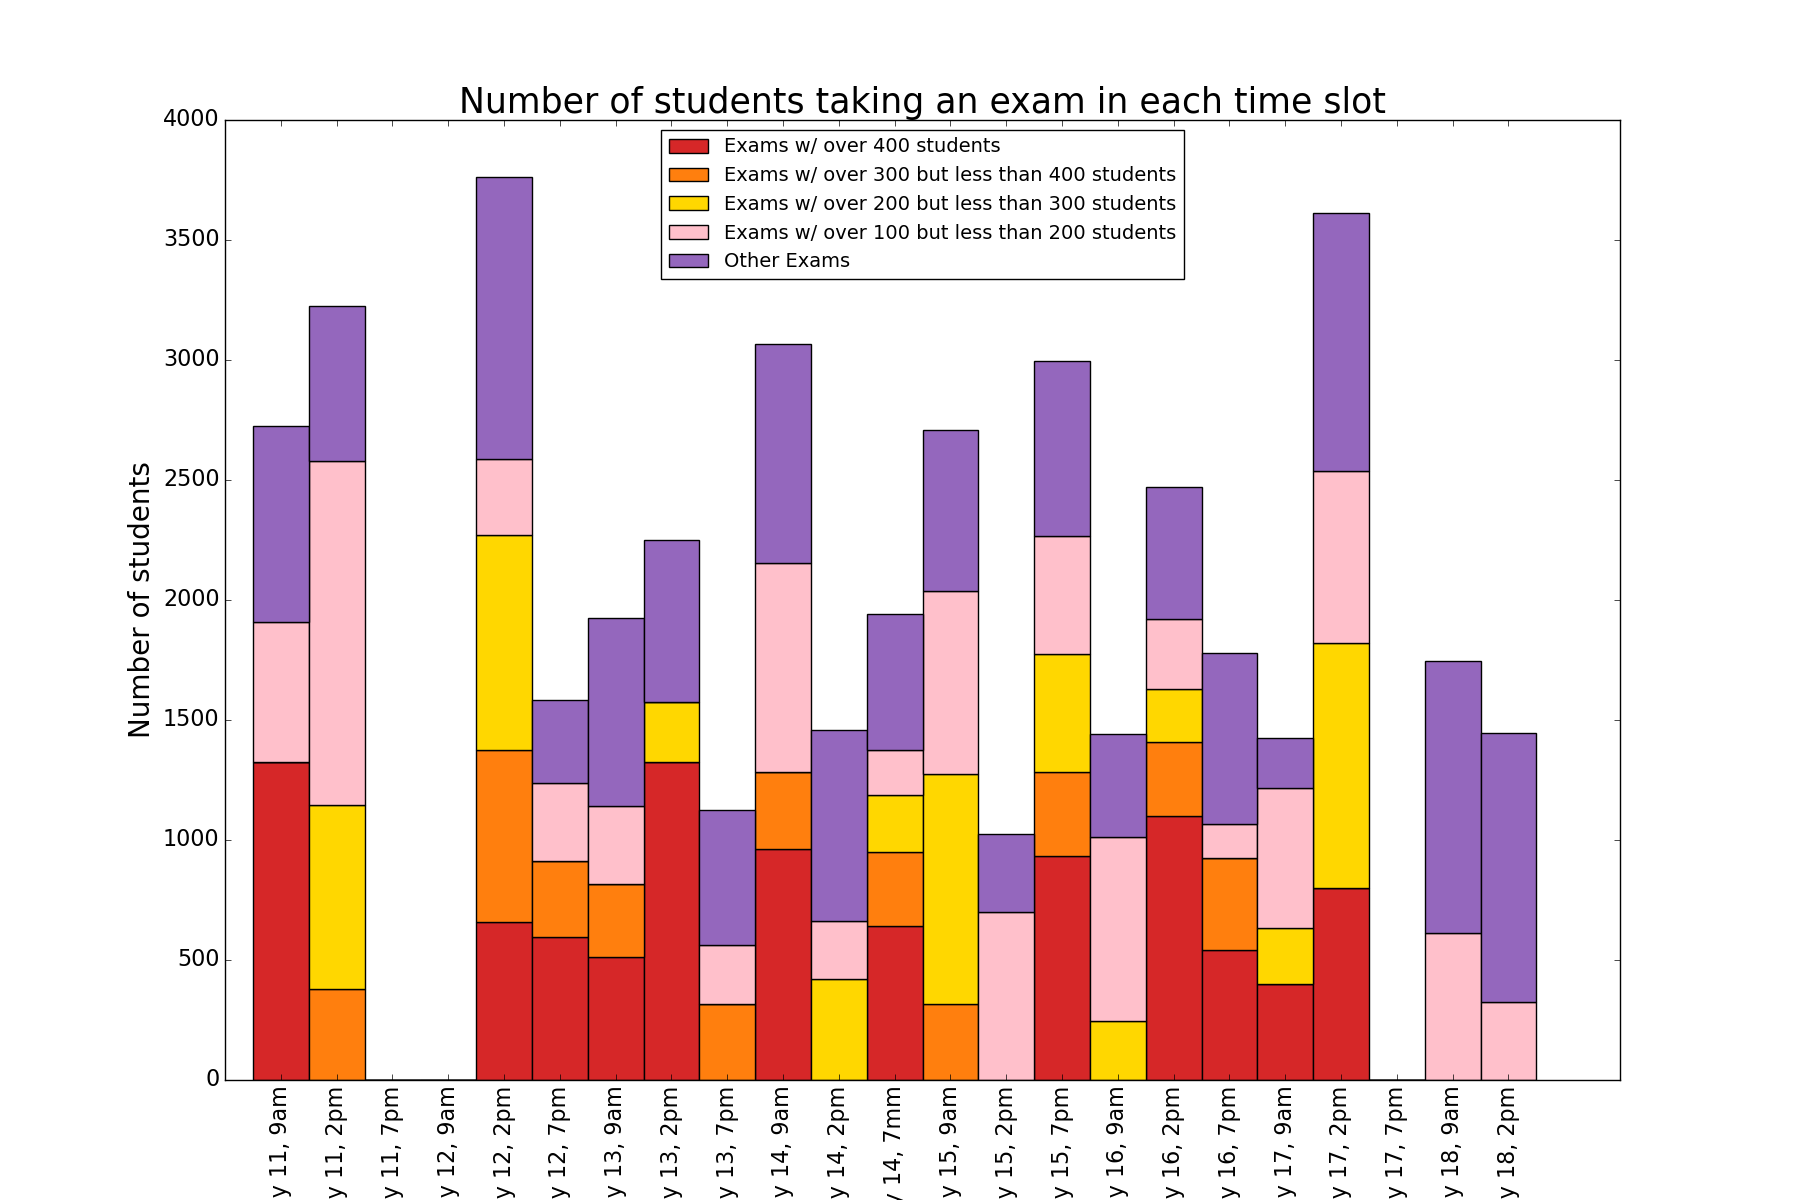 Number of students taking an exam in each time slot
Exams w/ over 400 students
Exams w/ over 300 but less than 400 students
Exams w/ over 200 but less than 300 students
Exams w/ over 100 but less than 200 students
Other Exams
Number of students
4000
3500
3000
2500
2000
1500
1000
500
0
y 11, 9am
y 11, 2pm
y 11, 7pm
y 12, 9am
y 12, 2pm
y 12, 7pm
y 13, 9am
y 13, 2pm
y 13, 7pm
y 14, 9am
y 14, 2pm
y 14, 7mm
y 15, 9am
y 15, 2pm
y 15, 7pm
y 16, 9am
y 16, 2pm
y 16, 7pm
y 17, 9am
y 17, 2pm
y 17, 7pm
y 18, 9am
y 18, 2pm